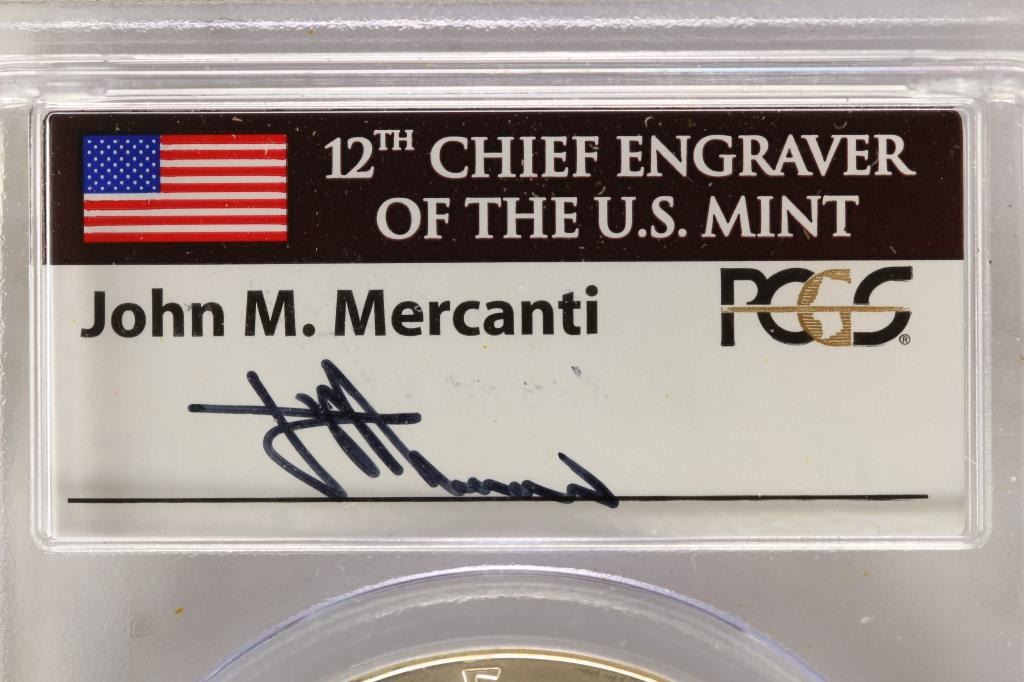 12TH CHIEF ENGRAVER
OF THE U.S. MINT
John M. Mercanti
PCGS®